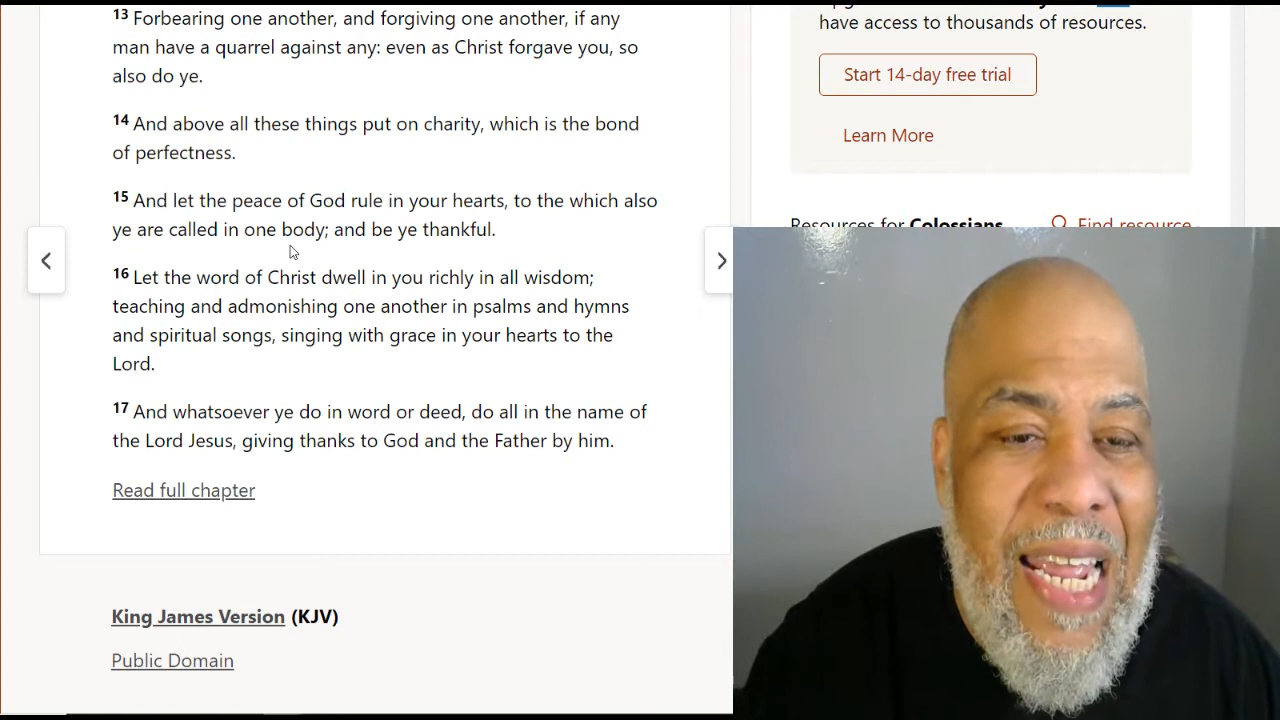 13 Forbearing one another, and forgiving one another, if any
man have a quarrel against any: even as Christ forgave you, so
also do ye.
14 And above all these things put on charity, which is the bond
of perfectness.
15 And let the peace of God rule in your hearts, to the which also
ye are called in one body; and be ye thankful.
16 Let the word of Christ dwell in you richly in all wisdom;
teaching and admonishing one another in psalms and hymns
and spiritual songs, singing with grace in your hearts to the
Lord.
17 And whatsoever ye do in word or deed, do all in the name of
the Lord Jesus, giving thanks to God and the Father by him.
Read full chapter
King James Version (KJV)
Public Domain
have access to thousands of resources.
Start 14-day free trial
Learn More
Resources for Colossians
Find resource